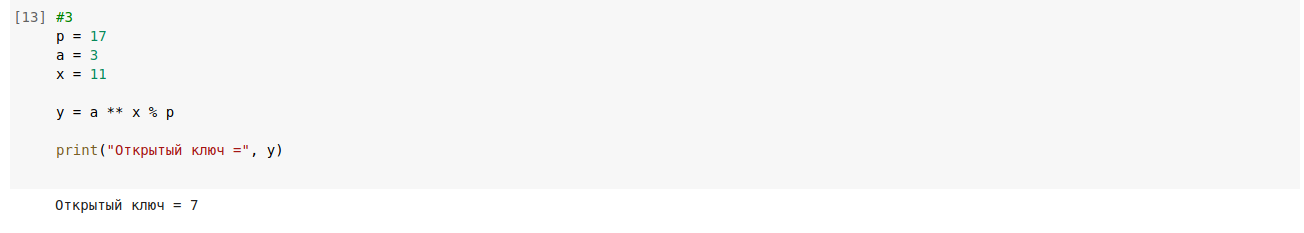 [13] #3
p = 17
a = 3
x = 11
y = a ** x % p
print("Открытый ключ =", y)
Открытый ключ = 7